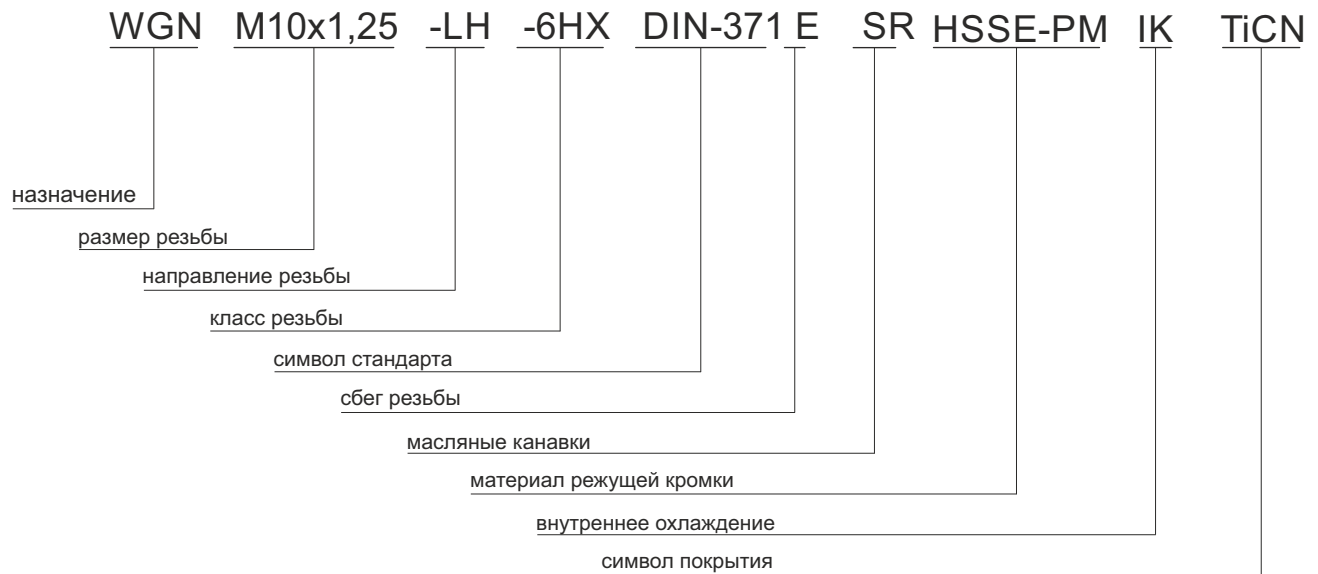 WGN M10x1,25 -LH -6HX DIN-371 E SR HSSE-PM IK TiCN
назначение
размер резьбы
направление резьбы
класс резьбы
символ стандарта
сбег резьбы
масляные канавки
материал режущей кромки
внутреннее охлаждение
символ покрытия